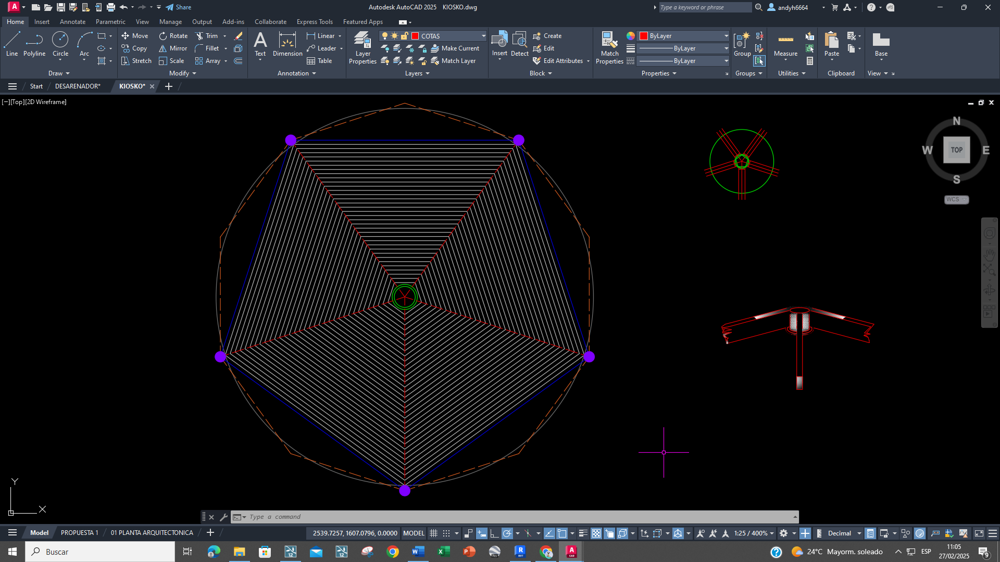 A CAD
Share
Autodesk AutoCAD 2025 KIOSKO.dwg
Type a keyword or phrase
andyh6664
Home Insert Annotate Parametric View Manage Output Add-ins Collaborate Express Tools Featured Apps
Line Polyline Circle Arc
Draw
Move Rotate Trim
Copy Mirror Fillet
Stretch Scale Array
Modify
Text Dimension
Linear
Leader
Table
Annotation
Layer Properties
COTAS
Make Current
Match Layer
Layers
Insert Detect
Create
Edit
Edit Attributes
Block
Match Properties
ByLayer
ByLayer
ByLayer
Properties
Group
Groups
Measure
Utilities
Paste
Clipboard
Base
View
Start DESARENADOR* KIOSKO*
[−][Top][2D Wireframe]
N
W TOP E
S
WCS
Y
X
Type a command
Model PROPUESTA 1 01 PLANTA ARQUITECTONICA
2539.7257, 1607.0796, 0.0000 MODEL 1:25 / 400% Decimal
Buscar
24°C Mayorm. soleado
ESP
11:05
27/02/2025
9